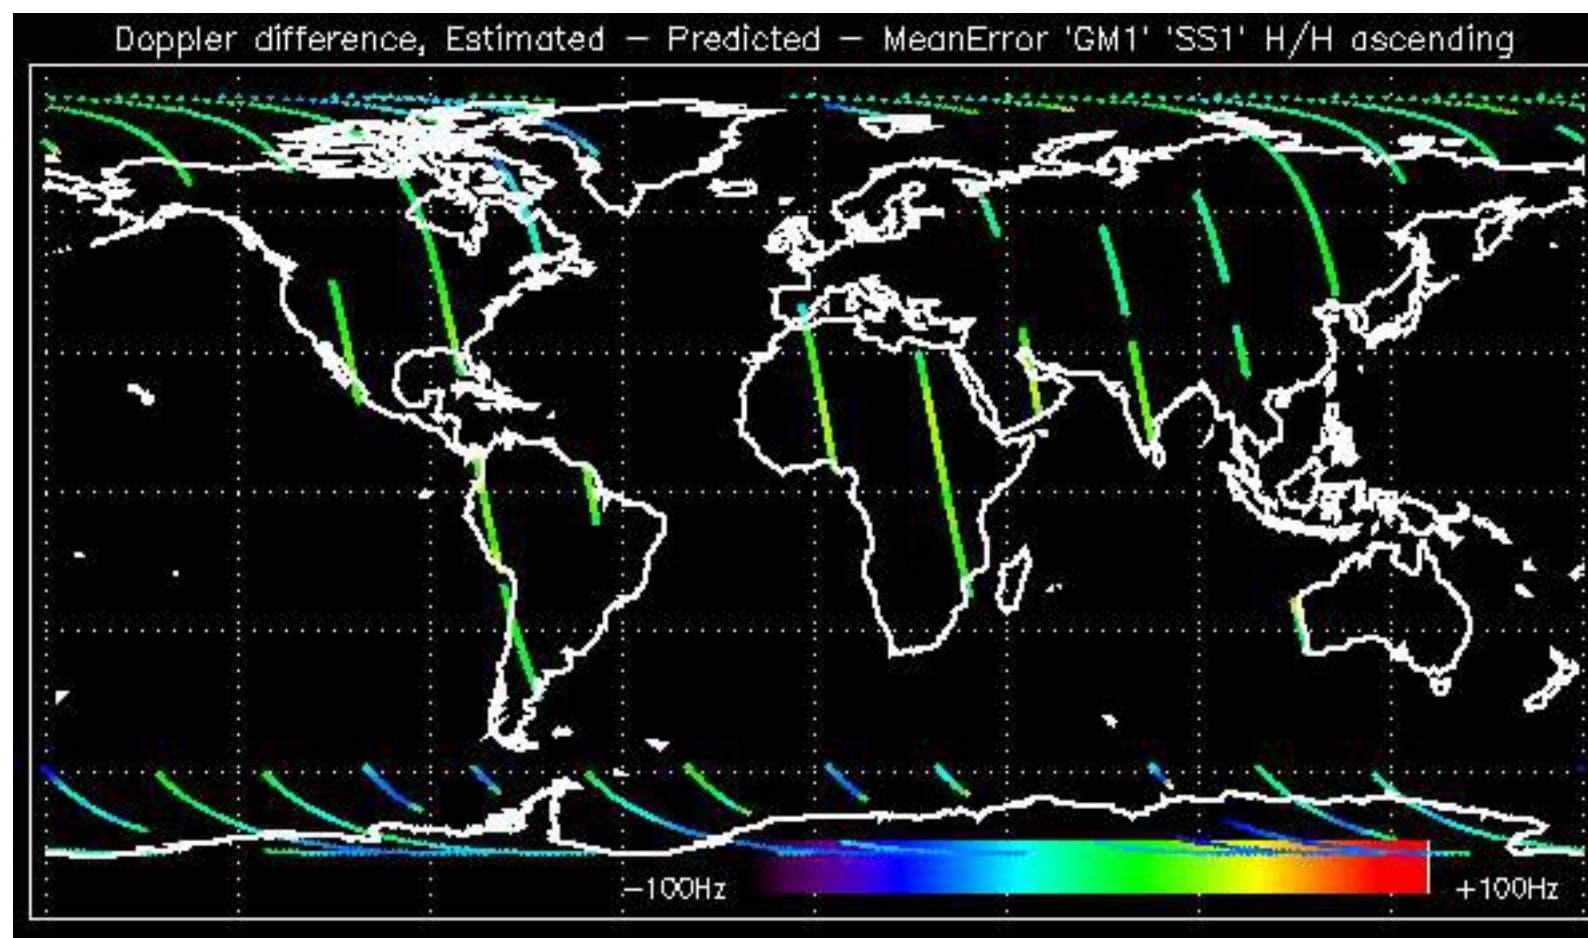 Doppler difference, Estimated — Predicted — MeanError 'GM1' 'SS1' H/H ascending
−100Hz
+100Hz